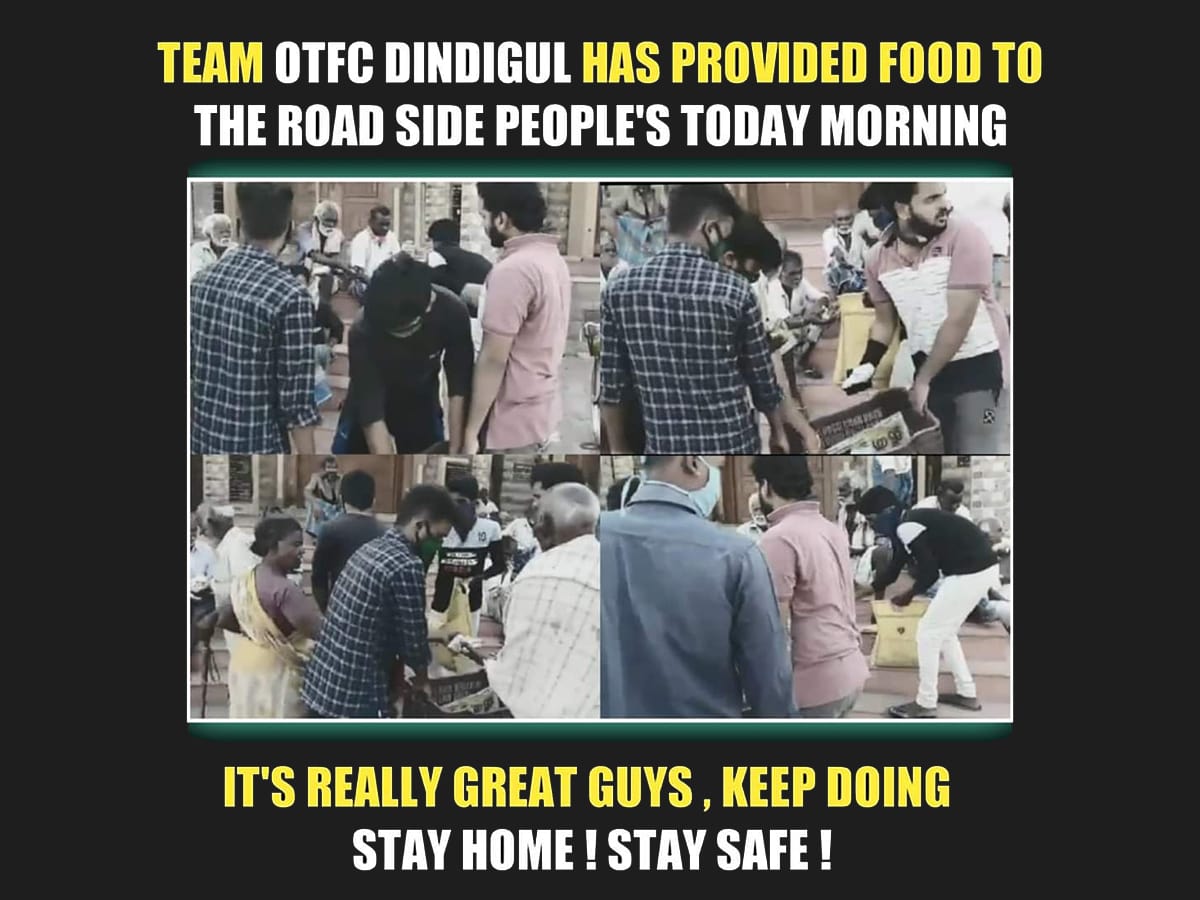 TEAM OTFC DINDIGUL HAS PROVIDED FOOD TO
THE ROAD SIDE PEOPLE'S TODAY MORNING
10
IT'S REALLY GREAT GUYS , KEEP DOING
STAY HOME ! STAY SAFE !